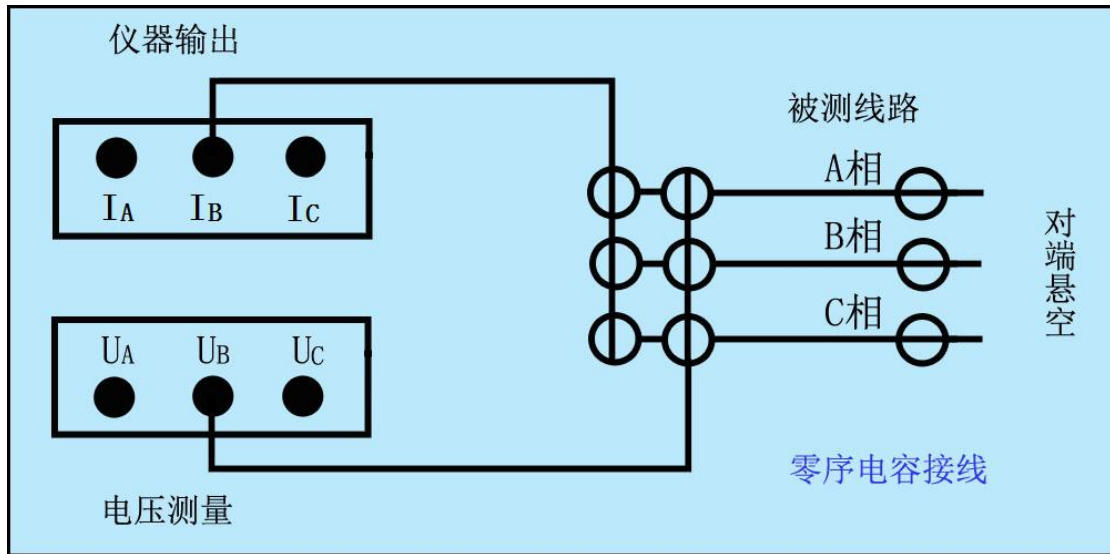 仪器输出
IA IB IC
UA UB UC
电压测量
被测线路
A相
B相
C相
对端悬空
零序电容接线